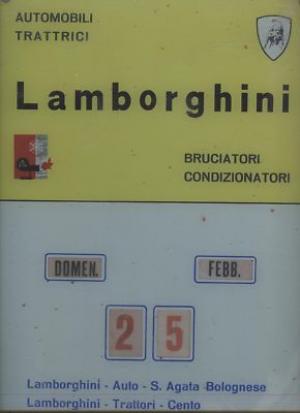 AUTOMOBILI
TRATTRICI
Lamborghini
BRUCIATORI
CONDIZIONATORI
DOMEN. FEBB.
2 5
Lamborghini - Auto - S. Agata Bolognese
Lamborghini - Trattori - Cento